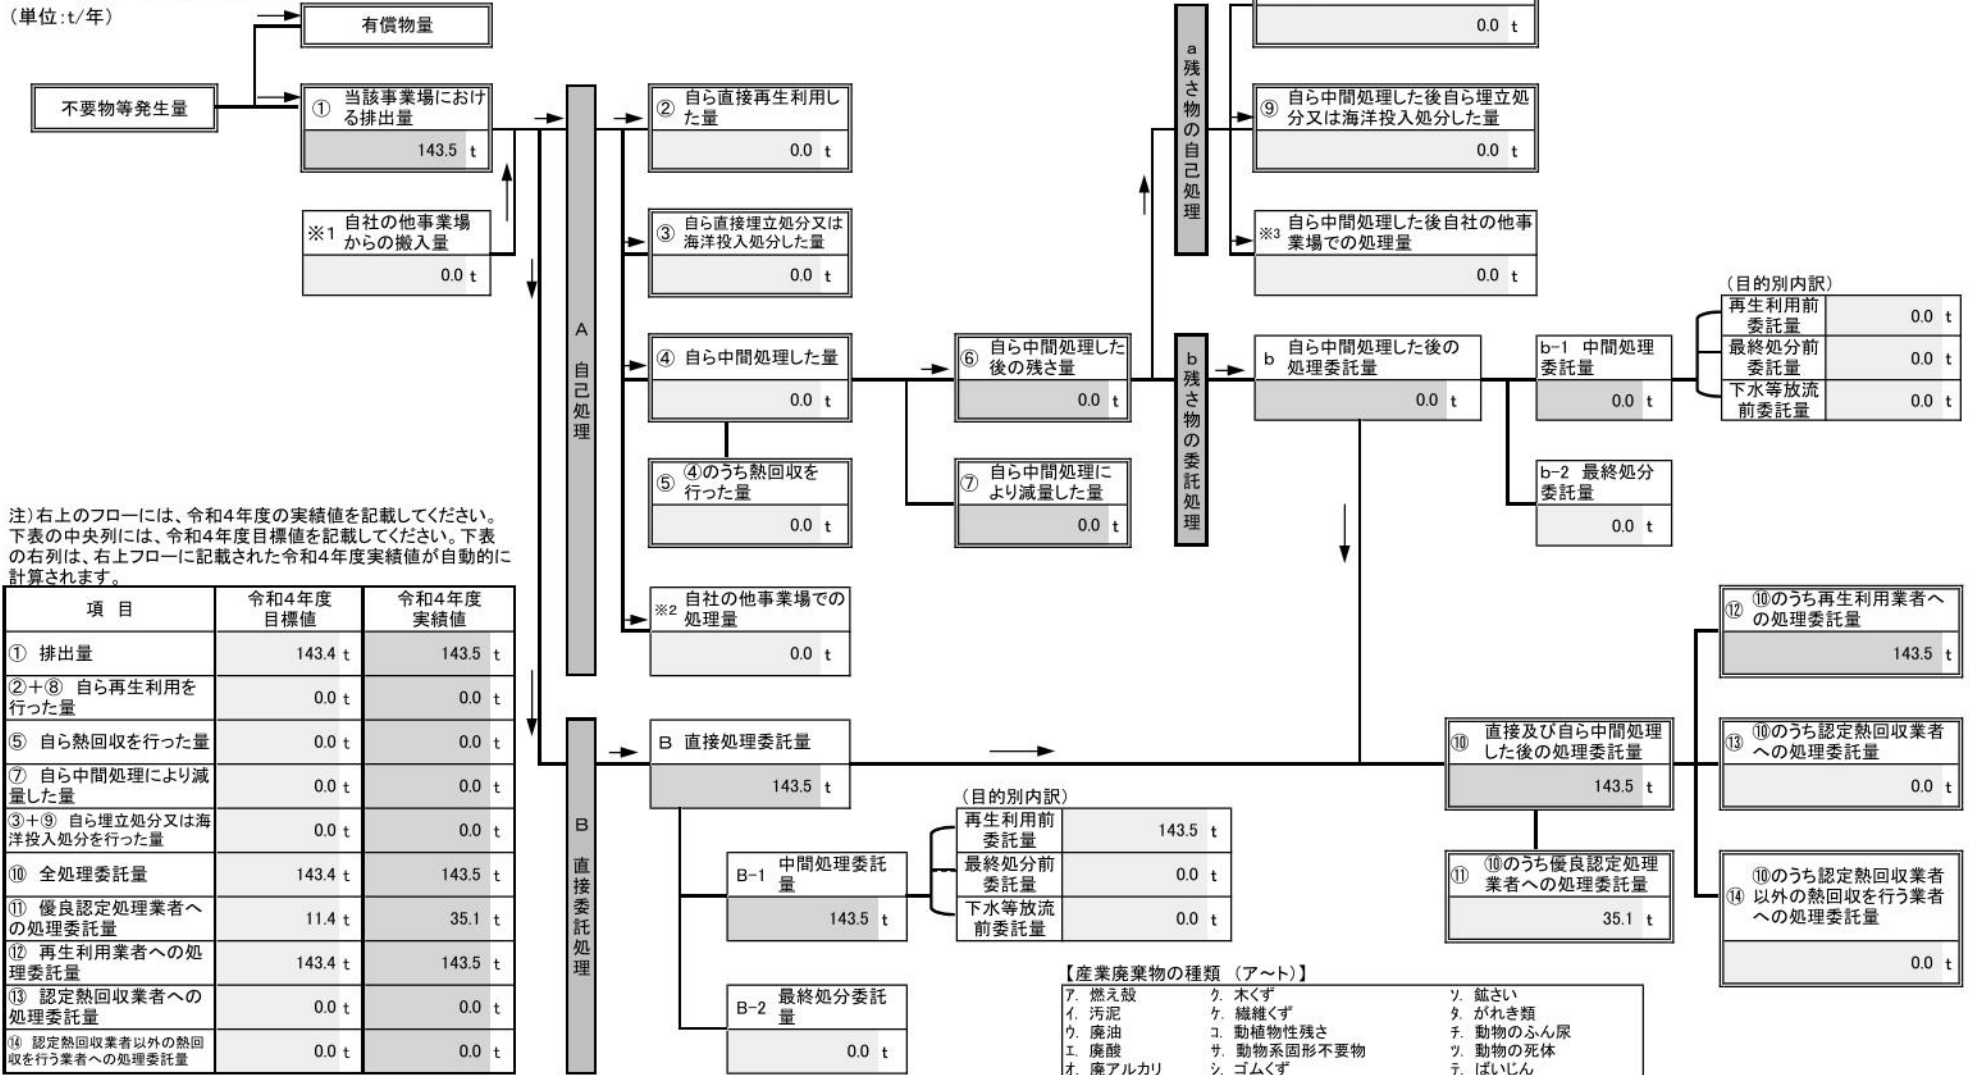 (単位:t/年)
有償物量
不要物等発生量
① 当該事業場におけ
る排出量
143.5 t
※1 自社の他事業場
からの搬入量
0.0 t
A 自己処理
② 自ら直接再生利用し
た量
0.0 t
③ 自ら直接埋立処分又は
海洋投入処分した量
0.0 t
④ 自ら中間処理した量
0.0 t
⑤ ④のうち熱回収を
行った量
0.0 t
※2 自社の他事業場での
処理量
0.0 t
⑥ 自ら中間処理した
後の残さ量
0.0 t
⑦ 自ら中間処理に
より減量した量
0.0 t
a残さ物の自己処理
0.0 t
⑨ 自ら中間処理した後自ら埋立処
分又は海洋投入処分した量
0.0 t
※3 自ら中間処理した後自社の他事
業場での処理量
0.0 t
b残さ物の委託処理
b 自ら中間処理した後の
処理委託量
0.0 t
b-1 中間処理
委託量
0.0 t
(目的別内訳)
再生利用前
委託量
0.0 t
最終処分前
委託量
0.0 t
下水等放流
前委託量
0.0 t
b-2 最終処分
委託量
0.0 t
注)右上のフローには、令和4年度の実績値を記載してください。
下表の中央列には、令和4年度目標値を記載してください。下表
の右列は、右上フローに記載された令和4年度実績値が自動的に
計算されます。
項 目 令和4年度
目標値 令和4年度
実績値
① 排出量 143.4 t 143.5 t
②+⑧ 自ら再生利用を
行った量 0.0 t 0.0 t
⑤ 自ら熱回収を行った量 0.0 t 0.0 t
⑦ 自ら中間処理により減
量した量 0.0 t 0.0 t
③+⑨ 自ら埋立処分又は海
洋投入処分を行った量 0.0 t 0.0 t
⑩ 全処理委託量 143.4 t 143.5 t
⑪ 優良認定処理業者へ
の処理委託量 11.4 t 35.1 t
⑫ 再生利用業者への処
理委託量 143.4 t 143.5 t
⑬ 認定熱回収業者への
処理委託量 0.0 t 0.0 t
⑭ 認定熱回収業者以外の熱回
収を行う業者への処理委託量 0.0 t 0.0 t
B 直接委託処理
B 直接処理委託量
143.5 t
B-1 中間処理委託
量
143.5 t
(目的別内訳)
再生利用前
委託量
143.5 t
最終処分前
委託量
0.0 t
下水等放流
前委託量
0.0 t
B-2 最終処分委託
量
0.0 t
⑩ 直接及び自ら中間処理
した後の処理委託量
143.5 t
⑪ ⑩のうち優良認定処理
業者への処理委託量
35.1 t
⑫ ⑩のうち再生利用業者へ
の処理委託量
143.5 t
⑬ ⑩のうち認定熱回収業者
への処理委託量
0.0 t
⑭ ⑩のうち認定熱回収業者
以外の熱回収を行う業者
への処理委託量
0.0 t
【産業廃棄物の種類 (ア~ト)】
ア. 燃え殻 ク. 木くず ソ. 鉱さい
イ. 汚泥 ケ. 繊維くず タ. がれき類
ウ. 廃油 コ. 動植物性残さ チ. 動物のふん尿
エ. 廃酸 サ. 動物系固形不要物 ツ. 動物の死体
オ. 廃アルカリ シ. ゴムくず テ. ばいじん